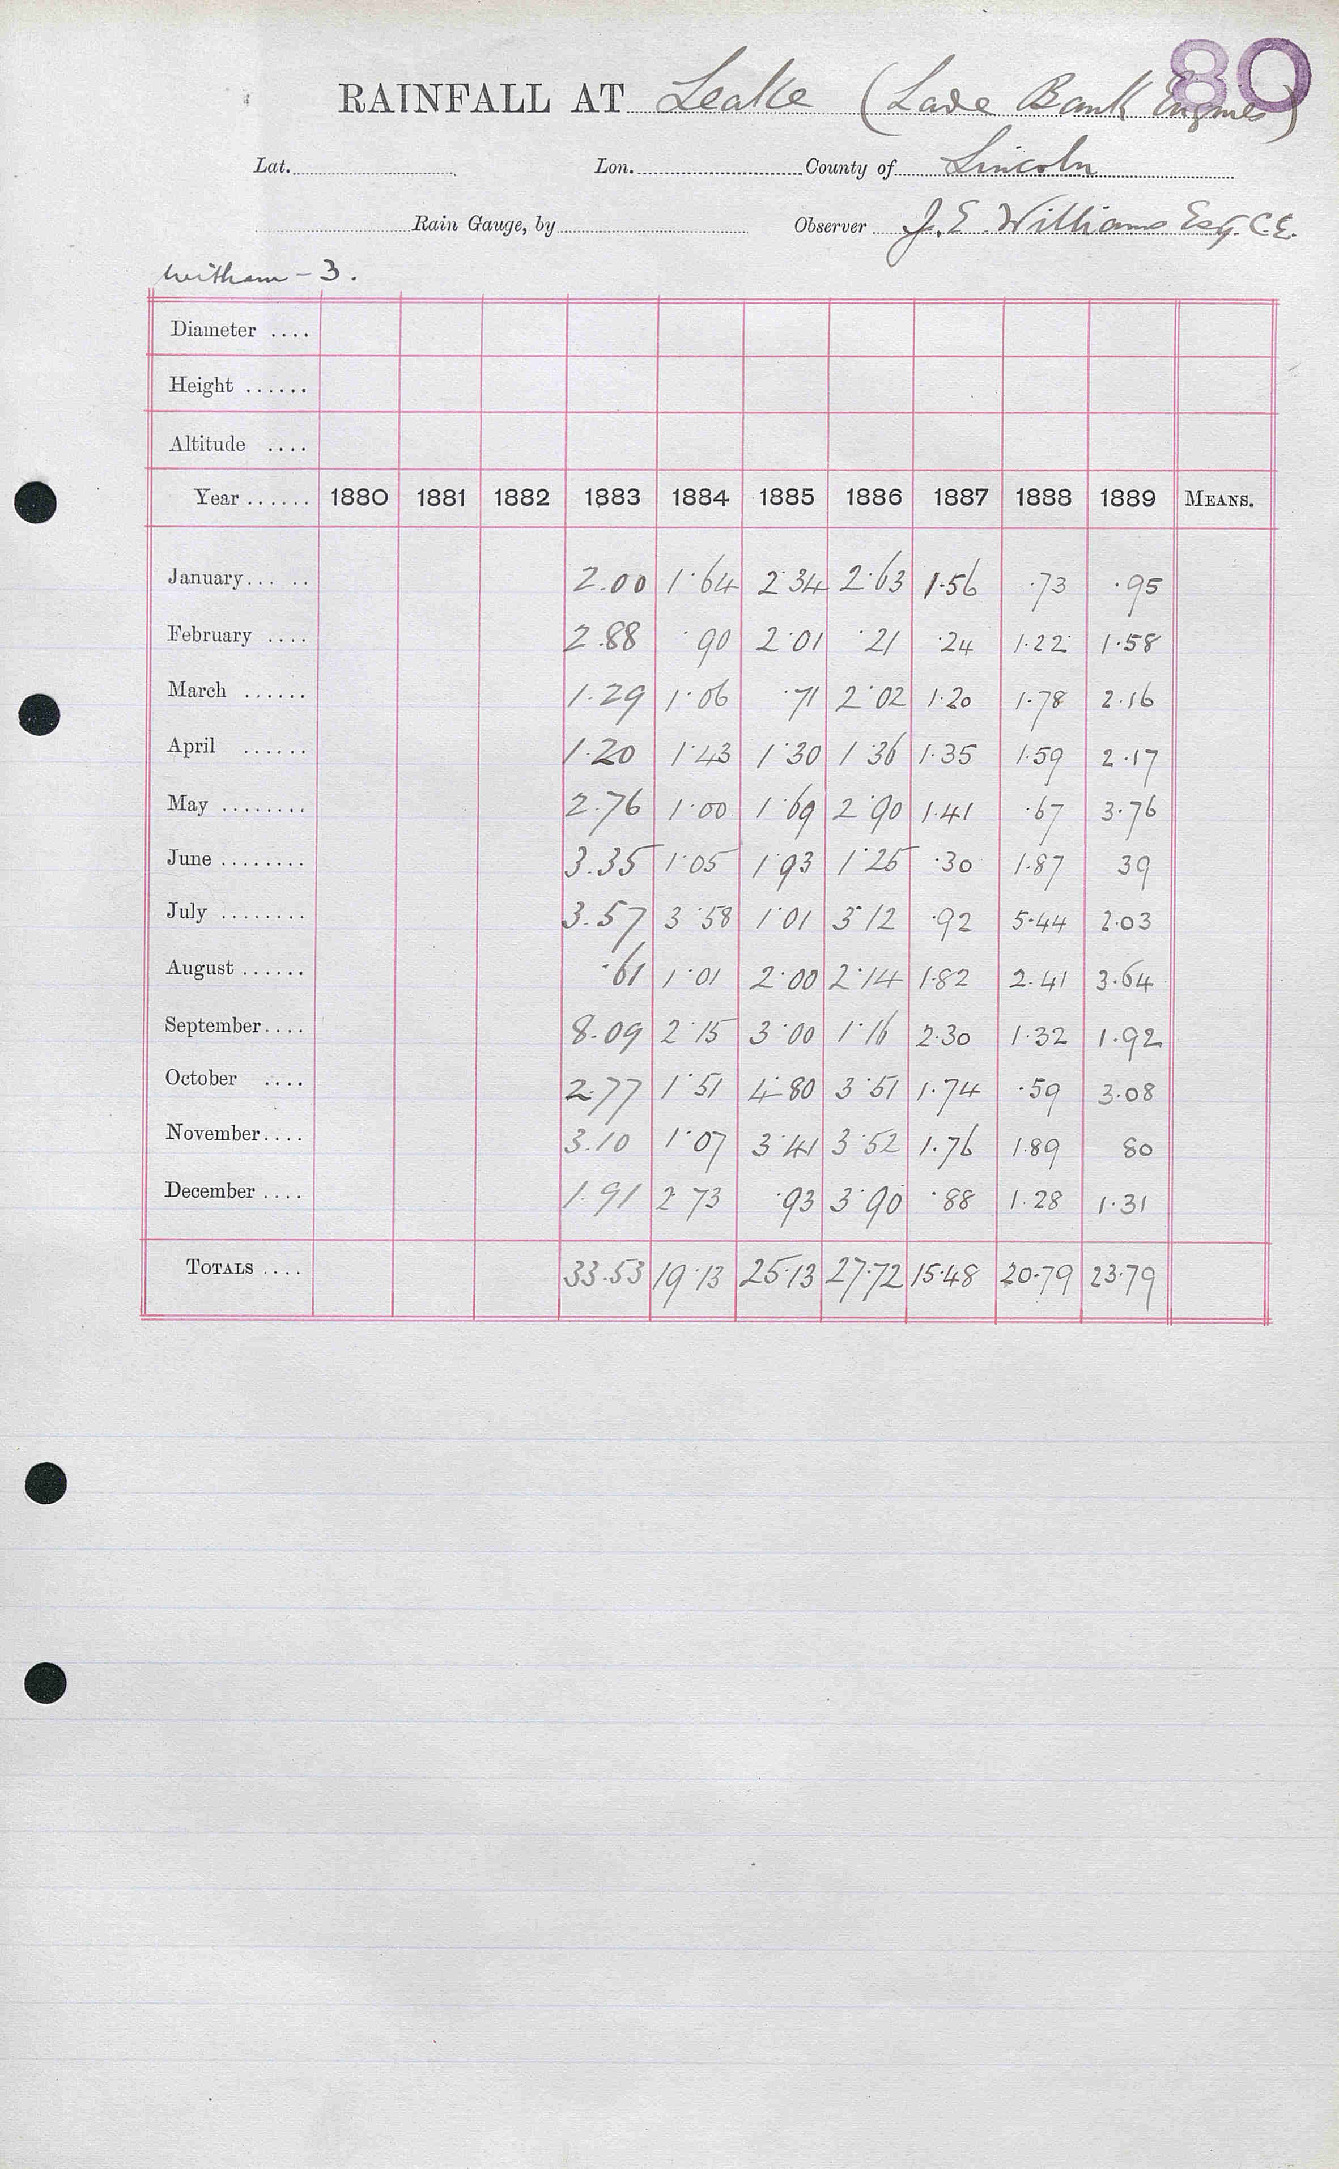 80
RAINFALL AT Leake (Lade Bank Engines)
Lat. Lon. County of Lincoln
Rain Gauge, by Observer J. E. Williams Esq. C.E.
Witham - 3.
Diameter ....
Height ......
Altitude ....
Year ...... 1880 1881 1882 1883 1884 1885 1886 1887 1888 1889 MEANS.
January... .. 2.00 1.64 2.34 2.63 1.56 .73 .95
February .... 2.88 .90 2.01 .21 .24 1.22 1.58
March ...... 1.29 1.06 .71 2.02 1.20 1.78 2.16
April ...... 1.20 1.43 1.30 1.36 1.35 1.59 2.17
May ........ 2.76 1.00 1.69 2.90 1.41 .67 3.76
June ........ 3.35 1.05 1.93 1.25 .30 1.87 39
July ........ 3.57 3.58 1.01 3.12 .92 5.44 2.03
August ...... .61 1.01 2.00 2.14 1.82 2.41 3.64
September.... 8.09 2.15 3.00 1.16 2.30 1.32 1.92
October .... 2.77 1.51 4.80 3.51 1.74 .59 3.08
November.... 3.10 1.07 3.41 3.52 1.76 1.89 80
December .... 1.91 2.73 .93 3.90 .88 1.28 1.31
TOTALS .... 33.53 19.13 25.13 27.72 15.48 20.79 23.79